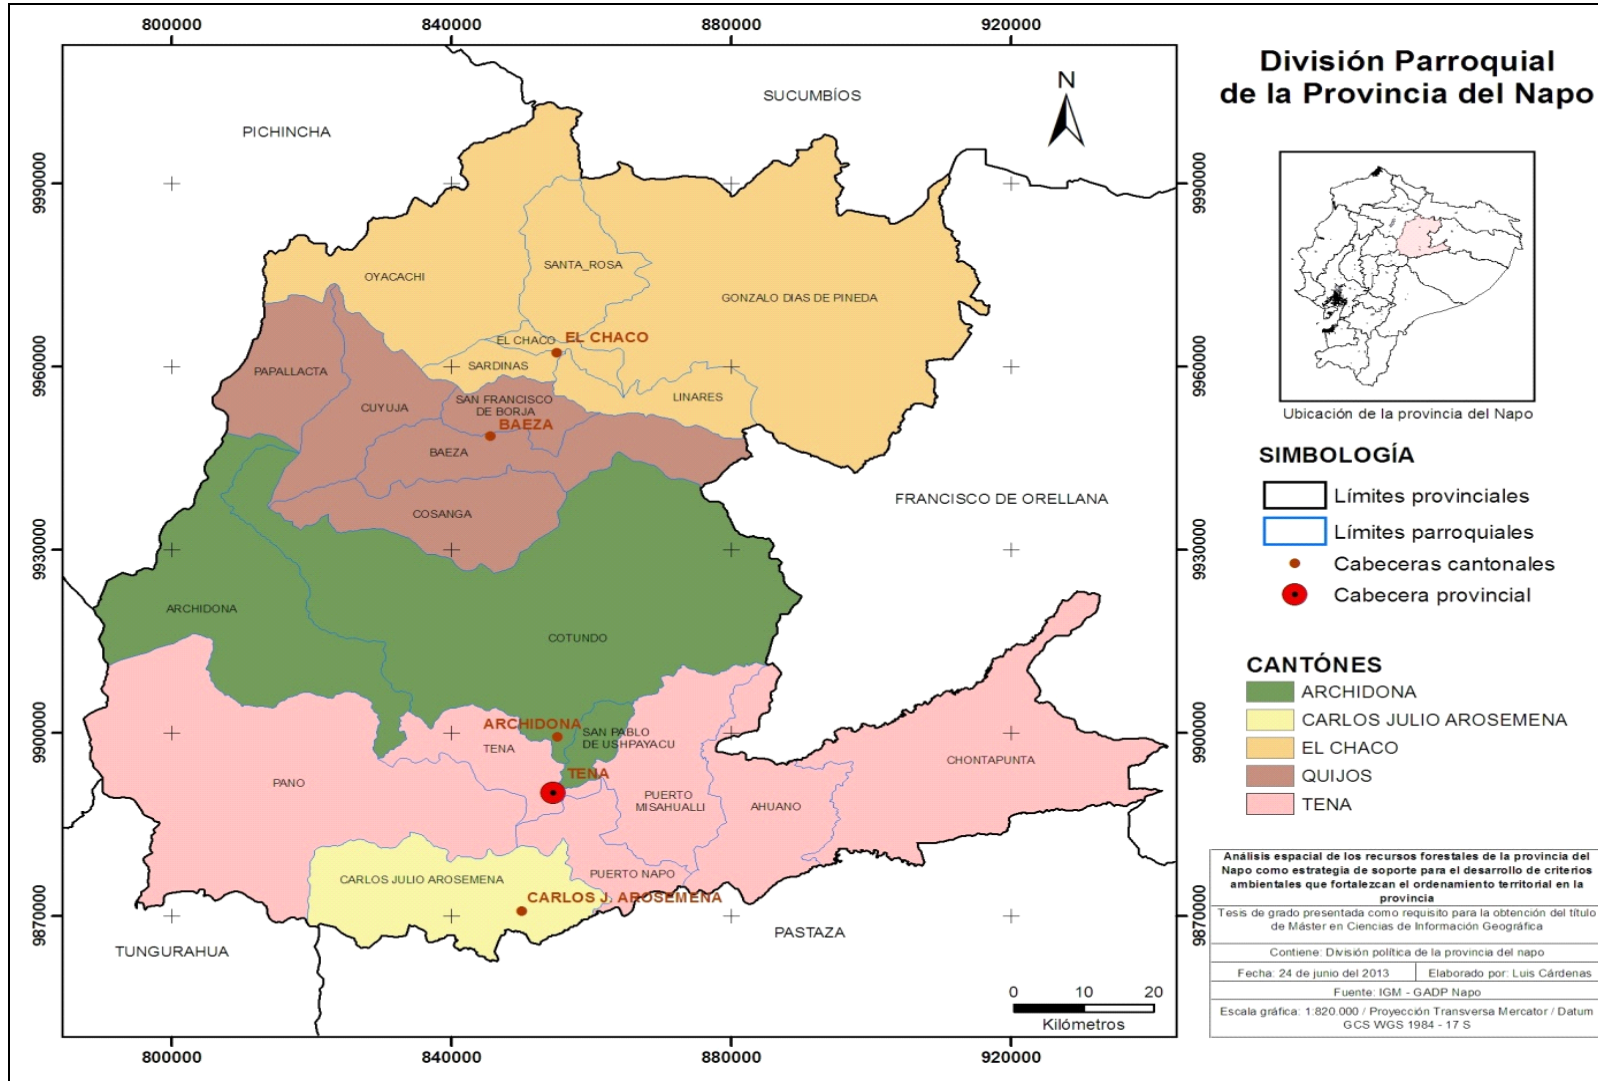 800000
840000
880000
920000
División Parroquial
de la Provincia del Napo
N
SUCUMBÍOS
PICHINCHA
9990000
9990000
SANTA_ROSA
OYACACHI
GONZALO DIAS DE PINEDA
EL CHACO
EL CHACO
9960000
9960000
SARDINAS
PAPALLACTA
LINARES
CUYUJA
SAN FRANCISCO
DE BORJA
BAEZA
BAEZA
Ubicación de la provincia del Napo
SIMBOLOGÍA
Límites provinciales
Límites parroquiales
Cabeceras cantonales
Cabecera provincial
FRANCISCO DE ORELLANA
COSANGA
9930000
9930000
ARCHIDONA
COTUNDO
CANTÓNES
ARCHIDONA
CARLOS JULIO AROSEMENA
EL CHACO
QUIJOS
TENA
ARCHIDONA
9900000
9900000
SAN PABLO
DE USHPAYACU
TENA
CHONTAPUNTA
TENA
PANO
PUERTO
MISAHUALLI
AHUANO
PUERTO NAPO
CARLOS JULIO AROSEMENA
CARLOS J. AROSEMENA
9870000
9870000
PASTAZA
TUNGURAHUA
0
10
20
Kilómetros
800000
840000
880000
920000
Análisis espacial de los recursos forestales de la provincia del
Napo como estrategia de soporte para el desarrollo de criterios
ambientales que fortalezcan el ordenamiento territorial en la
provincia
Tesis de grado presentada como requisito para la obtención del título
de Máster en Ciencias de Información Geográfica
Contiene: División política de la provincia del napo
Fecha: 24 de junio del 2013
Elaborado por: Luis Cárdenas
Fuente: IGM - GADP Napo
Escala gráfica: 1:820.000 / Proyección Transversa Mercator / Datum
GCS WGS 1984 - 17 S